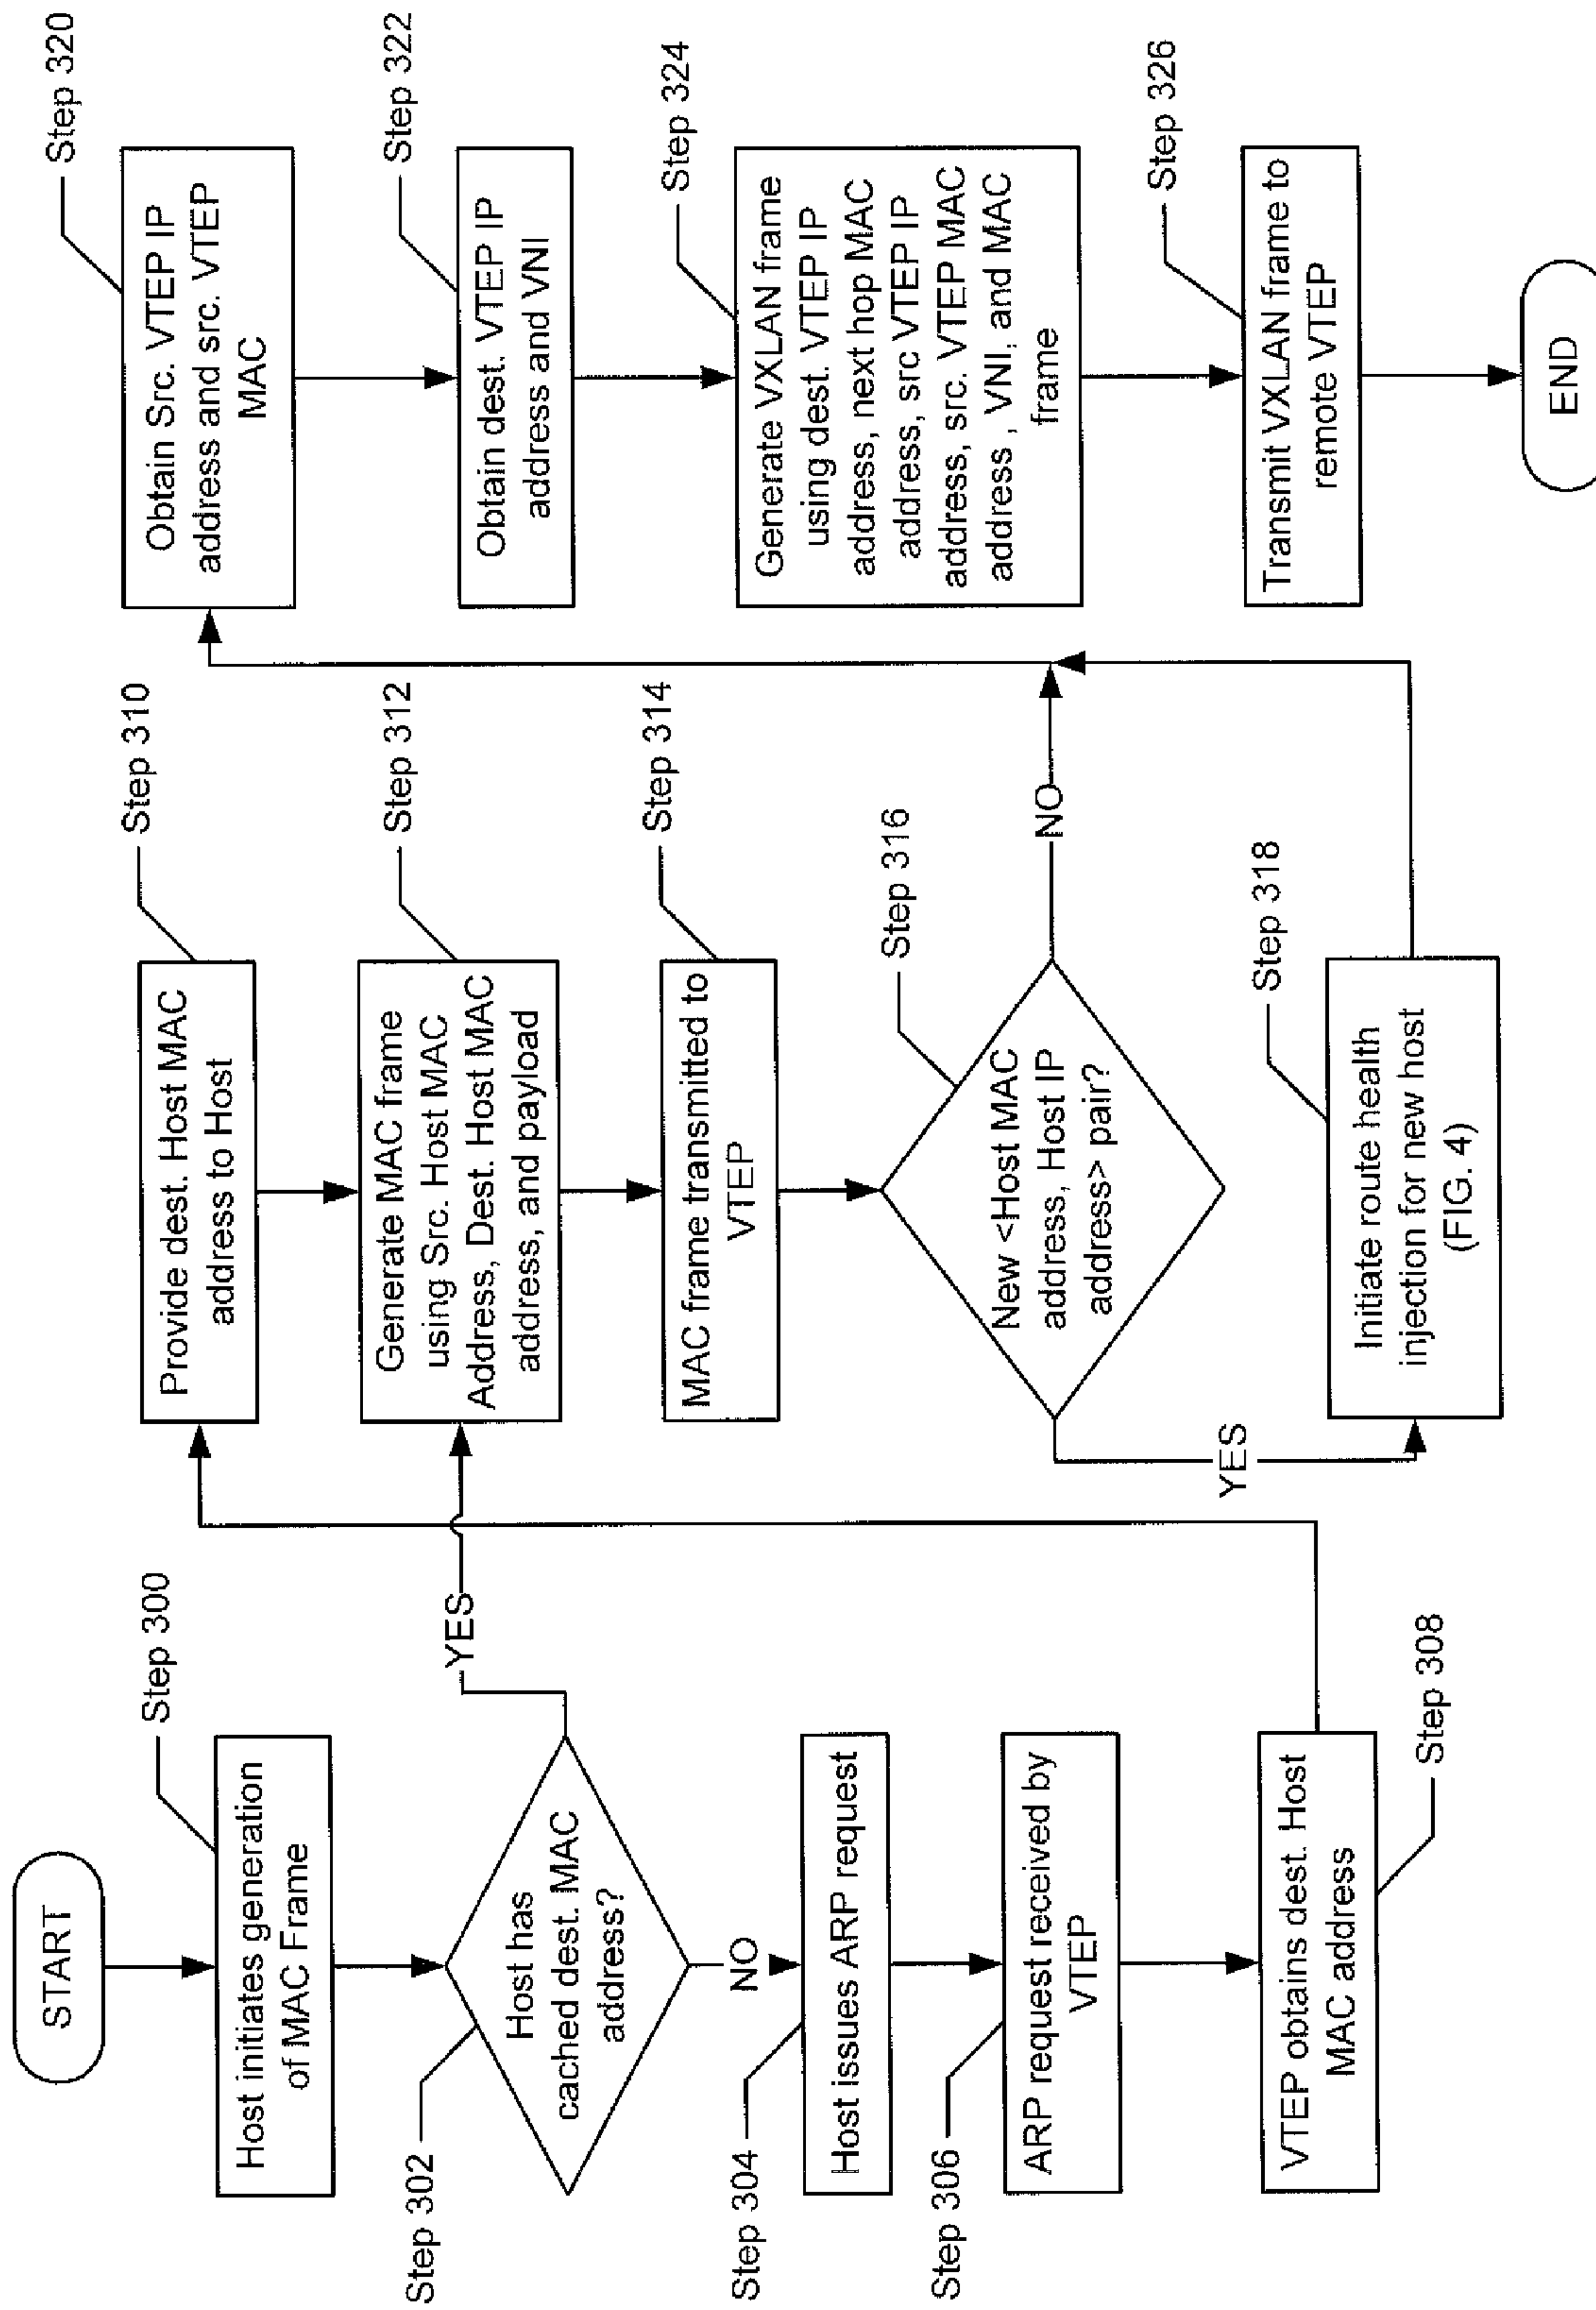 START
Step 300
Host initiates generation
of MAC Frame
Step 302
Host has
cached dest. MAC
address?
YES
NO
Step 304
Host issues ARP request
Step 306
ARP request received by
VTEP
VTEP obtains dest. Host
MAC address
Step 308
Step 310
Provide dest. Host MAC
address to Host
Step 312
Generate MAC frame
using Src. Host MAC
Address, Dest. Host MAC
address, and payload
Step 314
MAC frame transmitted to
VTEP
Step 316
New <Host MAC
address, Host IP
address> pair?
NO
YES
Step 318
Initiate route health
injection for new host
(FIG. 4)
Step 320
Obtain Src. VTEP IP
address and src. VTEP
MAC
Step 322
Obtain dest. VTEP IP
address and VNI
Step 324
Generate VXLAN frame
using dest. VTEP IP
address, next hop MAC
address, src VTEP IP
address, src. VTEP MAC
address , VNI, and MAC
frame
Step 326
Transmit VXLAN frame to
remote VTEP
END